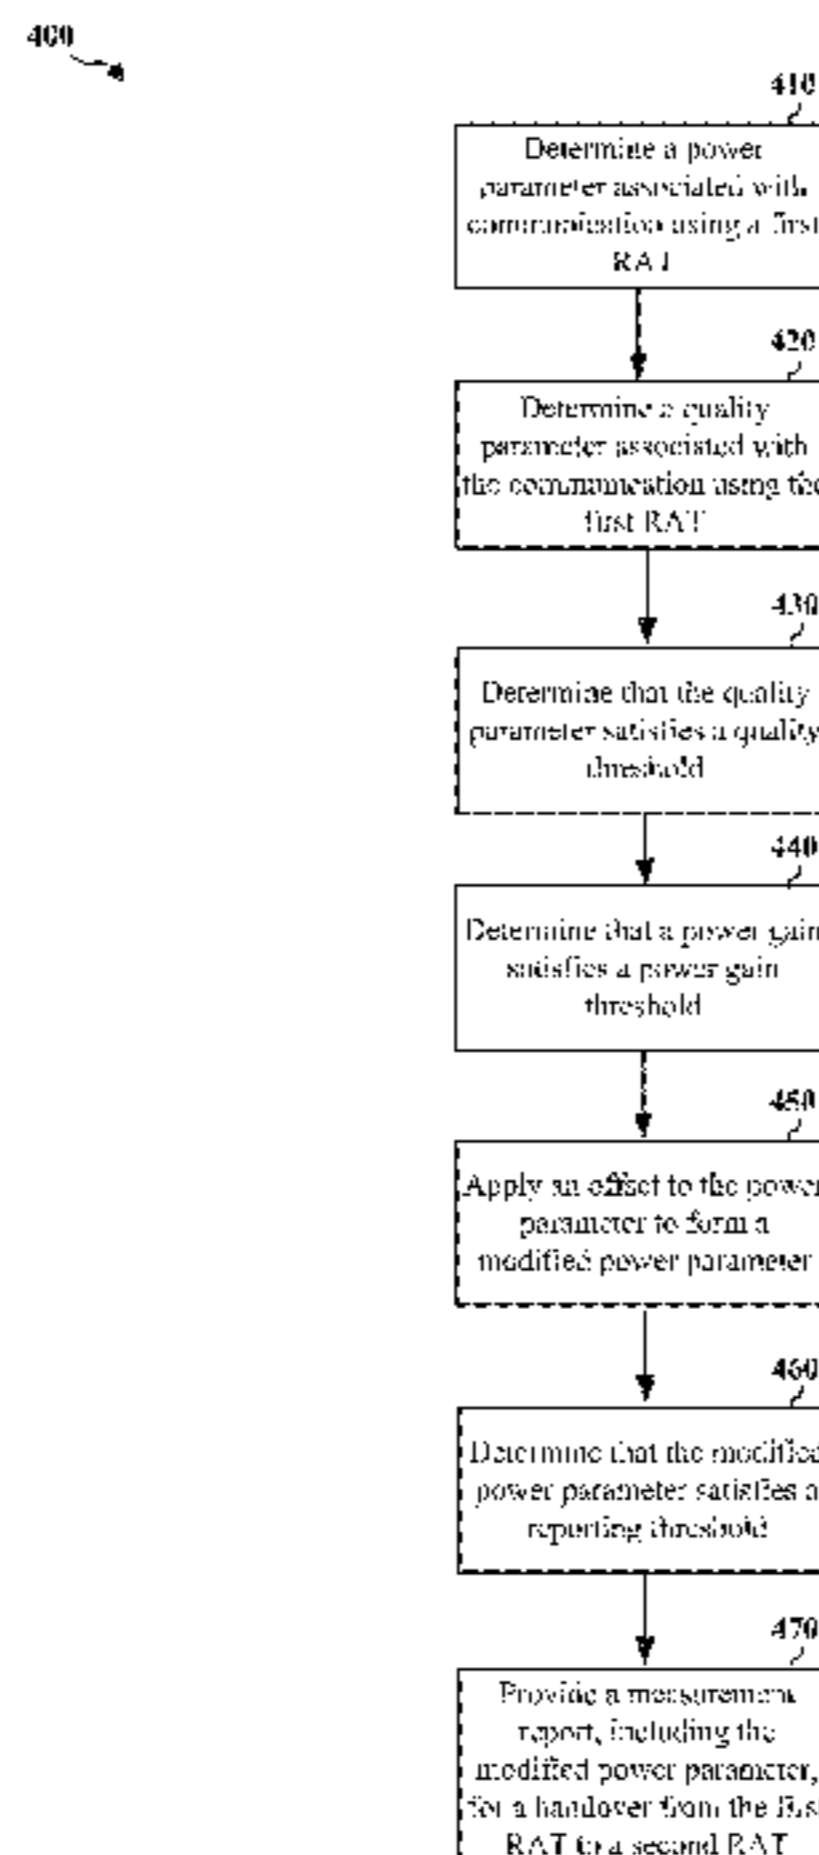 400
410
Determine a power
parameter associated with
communication using a first
RAT
420
Determine a quality
parameter associated with
the communication using the
first RAT
430
Determine that the quality
parameter satisfies a quality
threshold
440
Determine that a power gain
satisfies a power gain
threshold
450
Apply an offset to the power
parameter to form a
modified power parameter
460
Determine that the modified
power parameter satisfies a
reporting threshold
470
Provide a measurement
report, including the
modified power parameter,
for a handover from the first
RAT to a second RAT